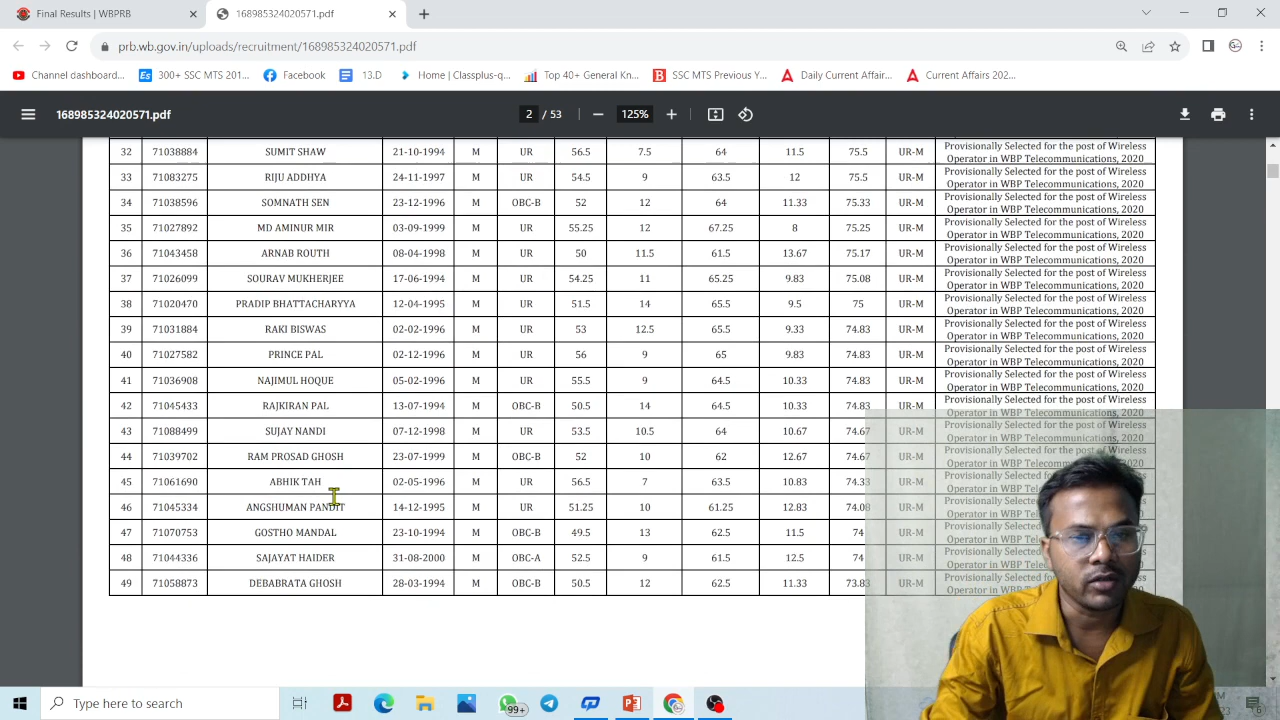 Final Results | WBPRB
168985324020571.pdf
prb.wb.gov.in/uploads/recruitment/168985324020571.pdf
Channel dashboard...
300+ SSC MTS 201...
Facebook
13.D
Home | Classplus-q...
Top 40+ General Kn...
SSC MTS Previous Y...
Daily Current Affair...
Current Affairs 202...
168985324020571.pdf
2 / 53
125%
32 71038884 SUMIT SHAW 21-10-1994 M UR 56.5 7.5 64 11.5 75.5 UR-M Provisionally Selected for the post of Wireless Operator in WBP Telecommunications, 2020
33 71083275 RIJU ADDHYA 24-11-1997 M UR 54.5 9 63.5 12 75.5 UR-M Provisionally Selected for the post of Wireless Operator in WBP Telecommunications, 2020
34 71038596 SOMNATH SEN 23-12-1996 M OBC-B 52 12 64 11.33 75.33 UR-M Provisionally Selected for the post of Wireless Operator in WBP Telecommunications, 2020
35 71027892 MD AMINUR MIR 03-09-1999 M UR 55.25 12 67.25 8 75.25 UR-M Provisionally Selected for the post of Wireless Operator in WBP Telecommunications, 2020
36 71043458 ARNAB ROUTH 08-04-1998 M UR 50 11.5 61.5 13.67 75.17 UR-M Provisionally Selected for the post of Wireless Operator in WBP Telecommunications, 2020
37 71026099 SOURAV MUKHERJEE 17-06-1994 M UR 54.25 11 65.25 9.83 75.08 UR-M Provisionally Selected for the post of Wireless Operator in WBP Telecommunications, 2020
38 71020470 PRADIP BHATTACHARYYA 12-04-1995 M UR 51.5 14 65.5 9.5 75 UR-M Provisionally Selected for the post of Wireless Operator in WBP Telecommunications, 2020
39 71031884 RAKI BISWAS 02-02-1996 M UR 53 12.5 65.5 9.33 74.83 UR-M Provisionally Selected for the post of Wireless Operator in WBP Telecommunications, 2020
40 71027582 PRINCE PAL 02-12-1996 M UR 56 9 65 9.83 74.83 UR-M Provisionally Selected for the post of Wireless Operator in WBP Telecommunications, 2020
41 71036908 NAJIMUL HOQUE 05-02-1996 M UR 55.5 9 64.5 10.33 74.83 UR-M Provisionally Selected for the post of Wireless Operator in WBP Telecommunications, 2020
42 71045433 RAJKIRAN PAL 13-07-1994 M OBC-B 50.5 14 64.5 10.33 74.83 UR-M Provisionally Selected for the post of Wireless Operator in WBP Telecommunications, 2020
43 71088499 SUJAY NANDI 07-12-1998 M UR 53.5 10.5 64 10.67 74.67 UR-M Provisionally Selected for the post of Wireless Operator in WBP Telecommunications, 2020
44 71039702 RAM PROSAD GHOSH 23-07-1999 M OBC-B 52 10 62 12.67 74.67 UR-M Provisionally Selected for the post of Wireless
45 71061690 ABHIK TAH 02-05-1996 M UR 56.5 7 63.5 10.83 74.33 UR-M
46 71045334 ANGSHUMAN PANDIT 14-12-1995 M UR 51.25 10 61.25 12.83 74.08 UR-M
47 71070753 GOSTHO MANDAL 23-10-1994 M OBC-B 49.5 13 62.5 11.5 74 UR-M
48 71044336 SAJAYAT HAIDER 31-08-2000 M OBC-A 52.5 9 61.5 12.5 74 UR-M
49 71058873 DEBABRATA GHOSH 28-03-1994 M OBC-B 50.5 12 62.5 11.33 73.83 UR-M
Type here to search
99+